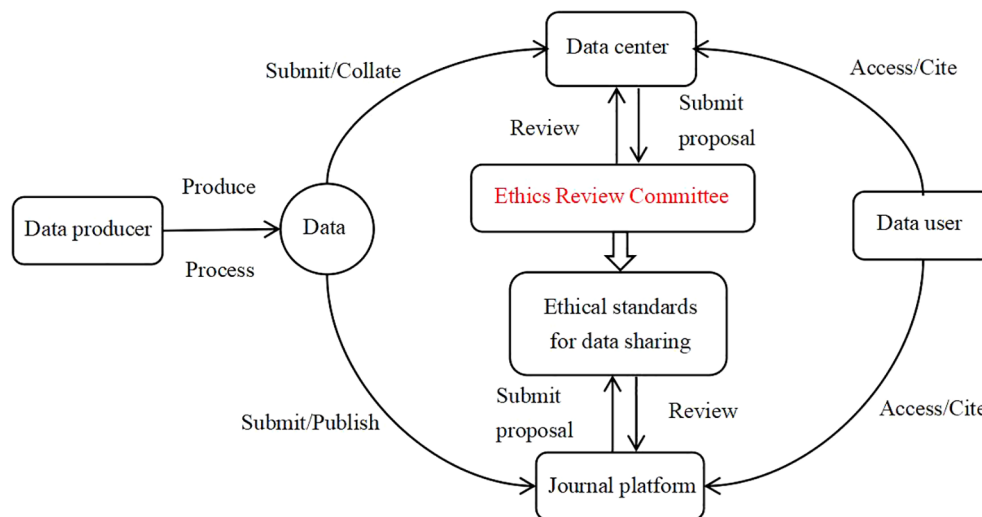 Data center
Submit/Collate
Access/Cite
Review
Submit
proposal
Ethics Review Committee
Produce
Data producer
Data
Data user
Process
Ethical standards
for data sharing
Submit
proposal
Review
Submit/Publish
Access/Cite
Journal platform